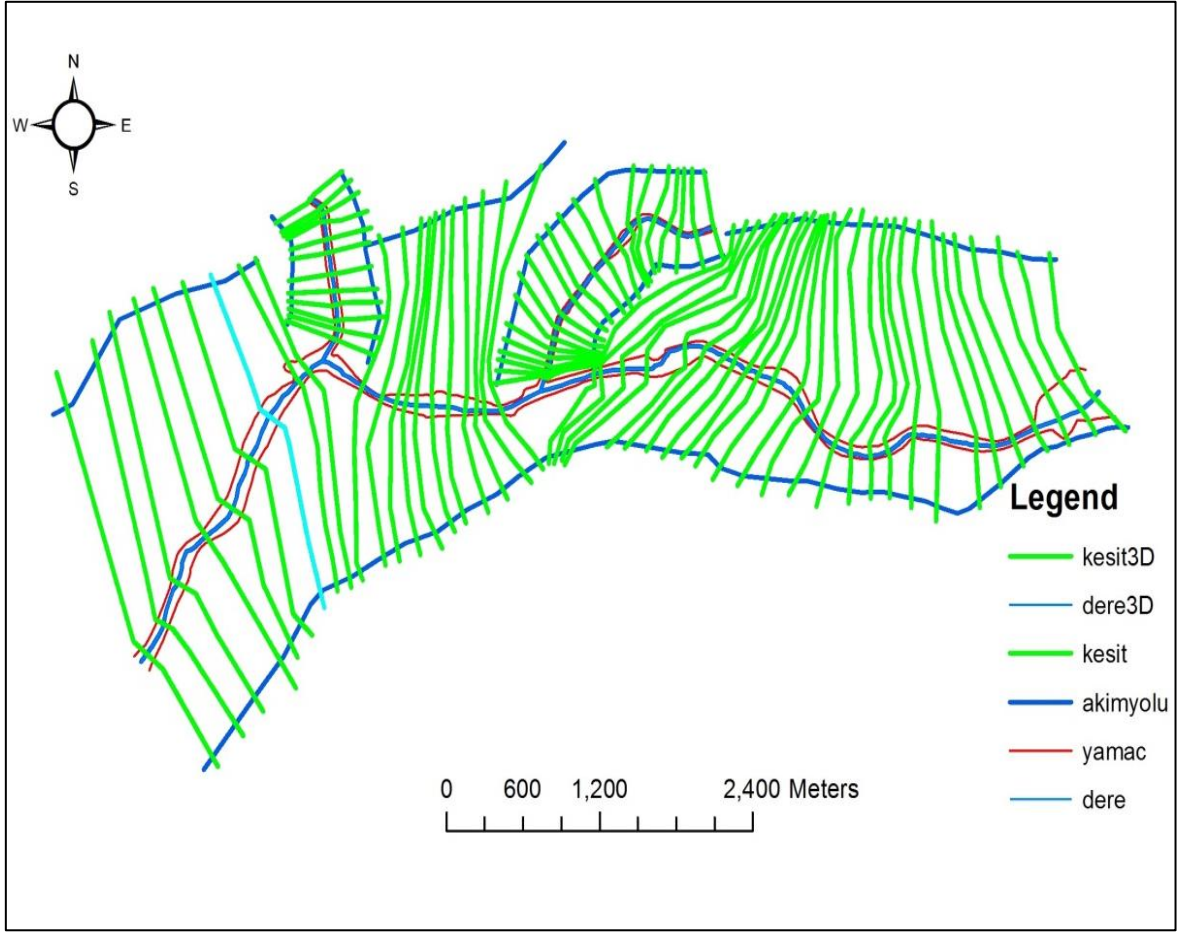 N
W E
S
Legend
kesit3D
dere3D
kesit
akimyolu
yamac
dere
0 600 1,200 2,400 Meters